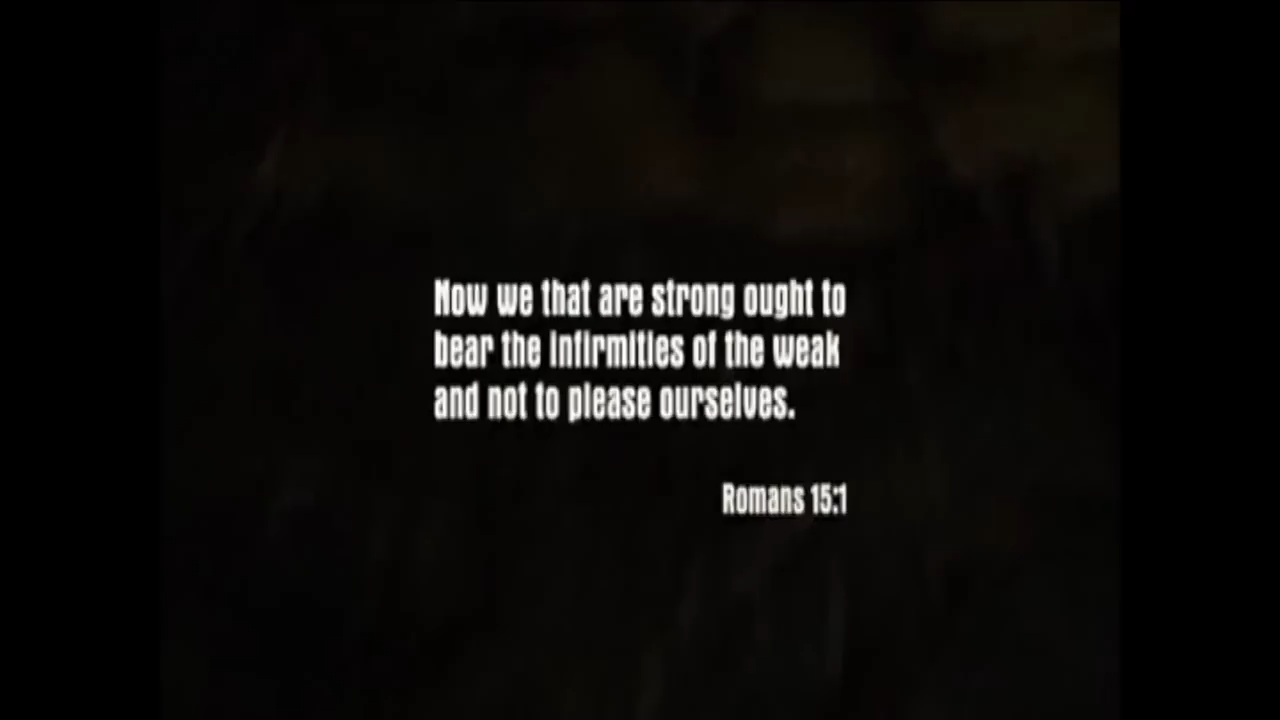 Now we that are strong ought to
bear the infirmities of the weak
and not to please ourselves.
Romans 15:1